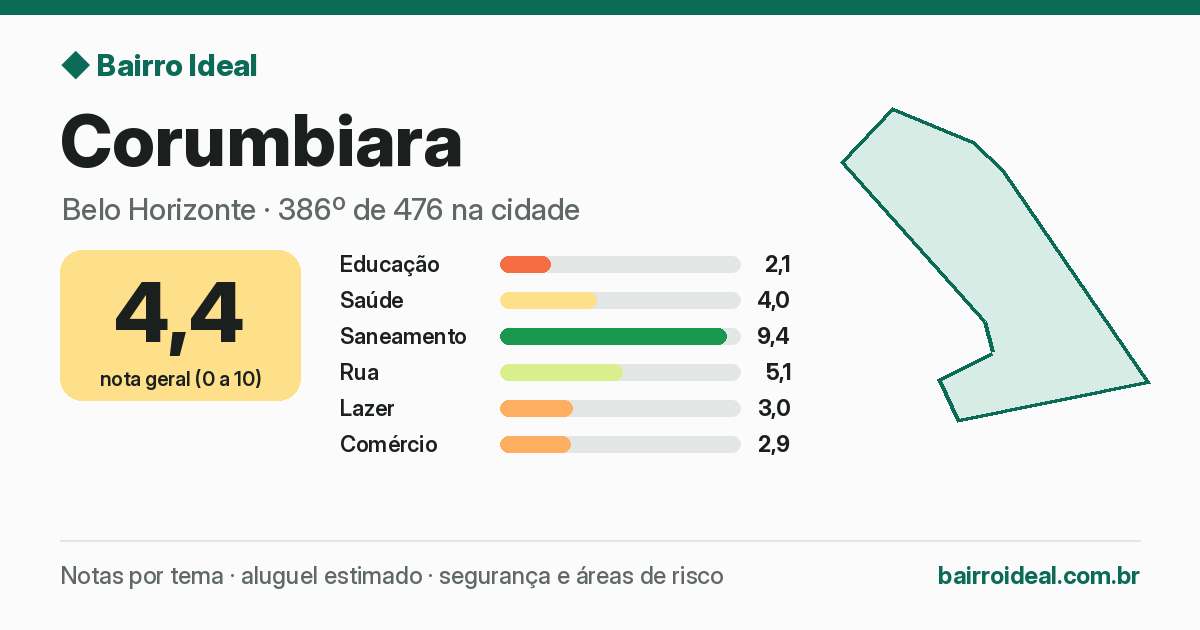 Bairro Ideal
Corumbiara
Belo Horizonte · 386º de 476 na cidade
4,4
nota geral (0 a 10)
Educação 2,1
Saúde 4,0
Saneamento 9,4
Rua 5,1
Lazer 3,0
Comércio 2,9
Notas por tema · aluguel estimado · segurança e áreas de risco
bairroideal.com.br